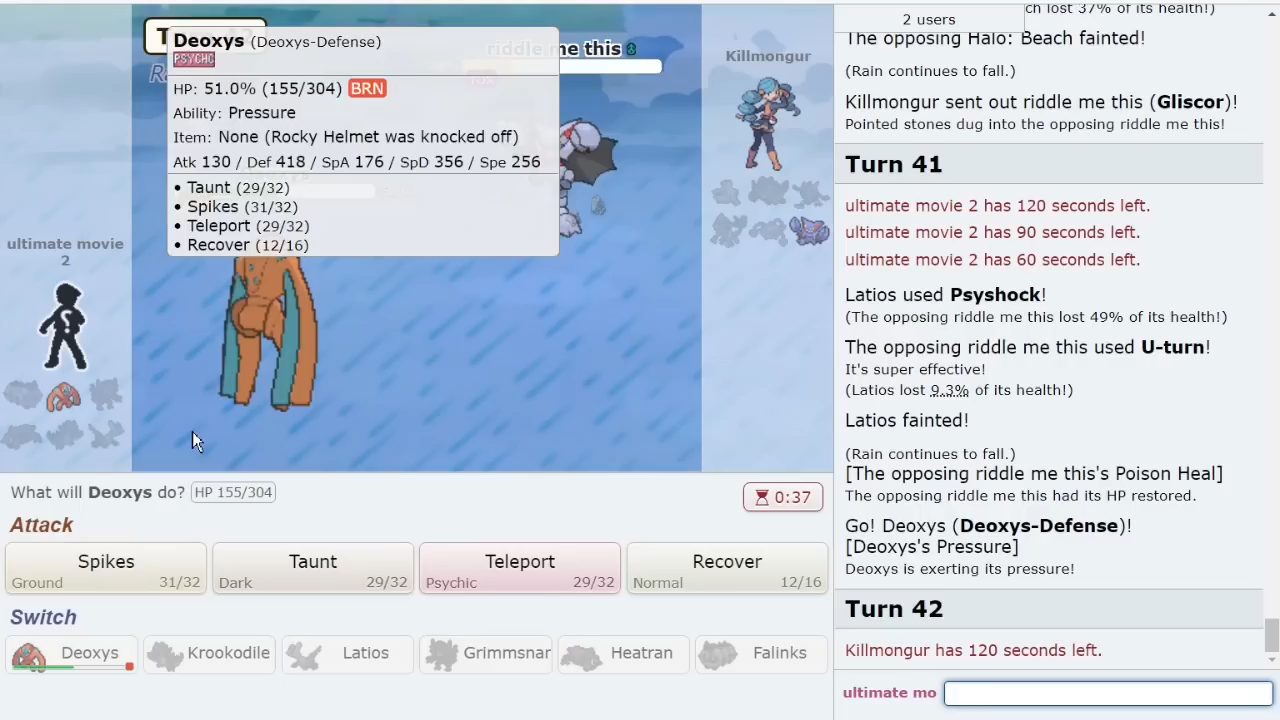 Deoxys (Deoxys-Defense)
PSYCHC
HP: 51.0% (155/304) BRN
Ability: Pressure
Item: None (Rocky Helmet was knocked off)
Atk 130 / Def 418 / SpA 176 / SpD 356 / Spe 256
• Taunt (29/32)
• Spikes (31/32)
• Teleport (29/32)
• Recover (12/16)
riddle me this
Killmongur
ultimate movie
2
What will Deoxys do? HP 155/304
0:37
Attack
Spikes
Ground 31/32
Taunt
Dark 29/32
Teleport
Psychic 29/32
Recover
Normal 12/16
Switch
Deoxys
Krookodile
Latios
Grimmsnar
Heatran
Falinks
2 users
ch lost 37% of its health!)
The opposing Halo: Beach fainted!
(Rain continues to fall.)
Killmongur sent out riddle me this (Gliscor)!
Pointed stones dug into the opposing riddle me this!
Turn 41
ultimate movie 2 has 120 seconds left.
ultimate movie 2 has 90 seconds left.
ultimate movie 2 has 60 seconds left.
Latios used Psyshock!
(The opposing riddle me this lost 49% of its health!)
The opposing riddle me this used U-turn!
It's super effective!
(Latios lost 9.3% of its health!)
Latios fainted!
(Rain continues to fall.)
[The opposing riddle me this's Poison Heal]
The opposing riddle me this had its HP restored.
Go! Deoxys (Deoxys-Defense)!
[Deoxys's Pressure]
Deoxys is exerting its pressure!
Turn 42
Killmongur has 120 seconds left.
ultimate mo